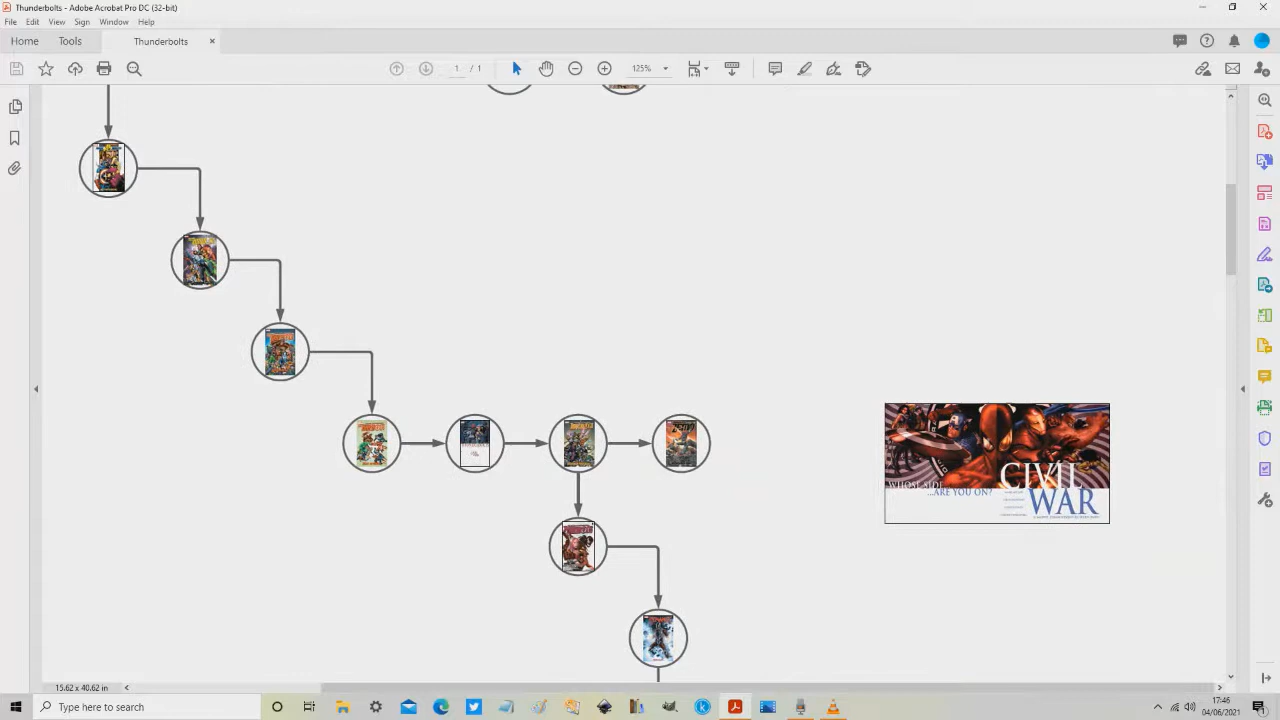 Thunderbolts - Adobe Acrobat Pro DC (32-bit)
File Edit View Sign Window Help
Home Tools Thunderbolts
1 / 1 125%
WHOSE SIDE
...ARE YOU ON?
CIVIL
WAR
15.62 x 40.62 in
Type here to search
17:46
04/06/2021